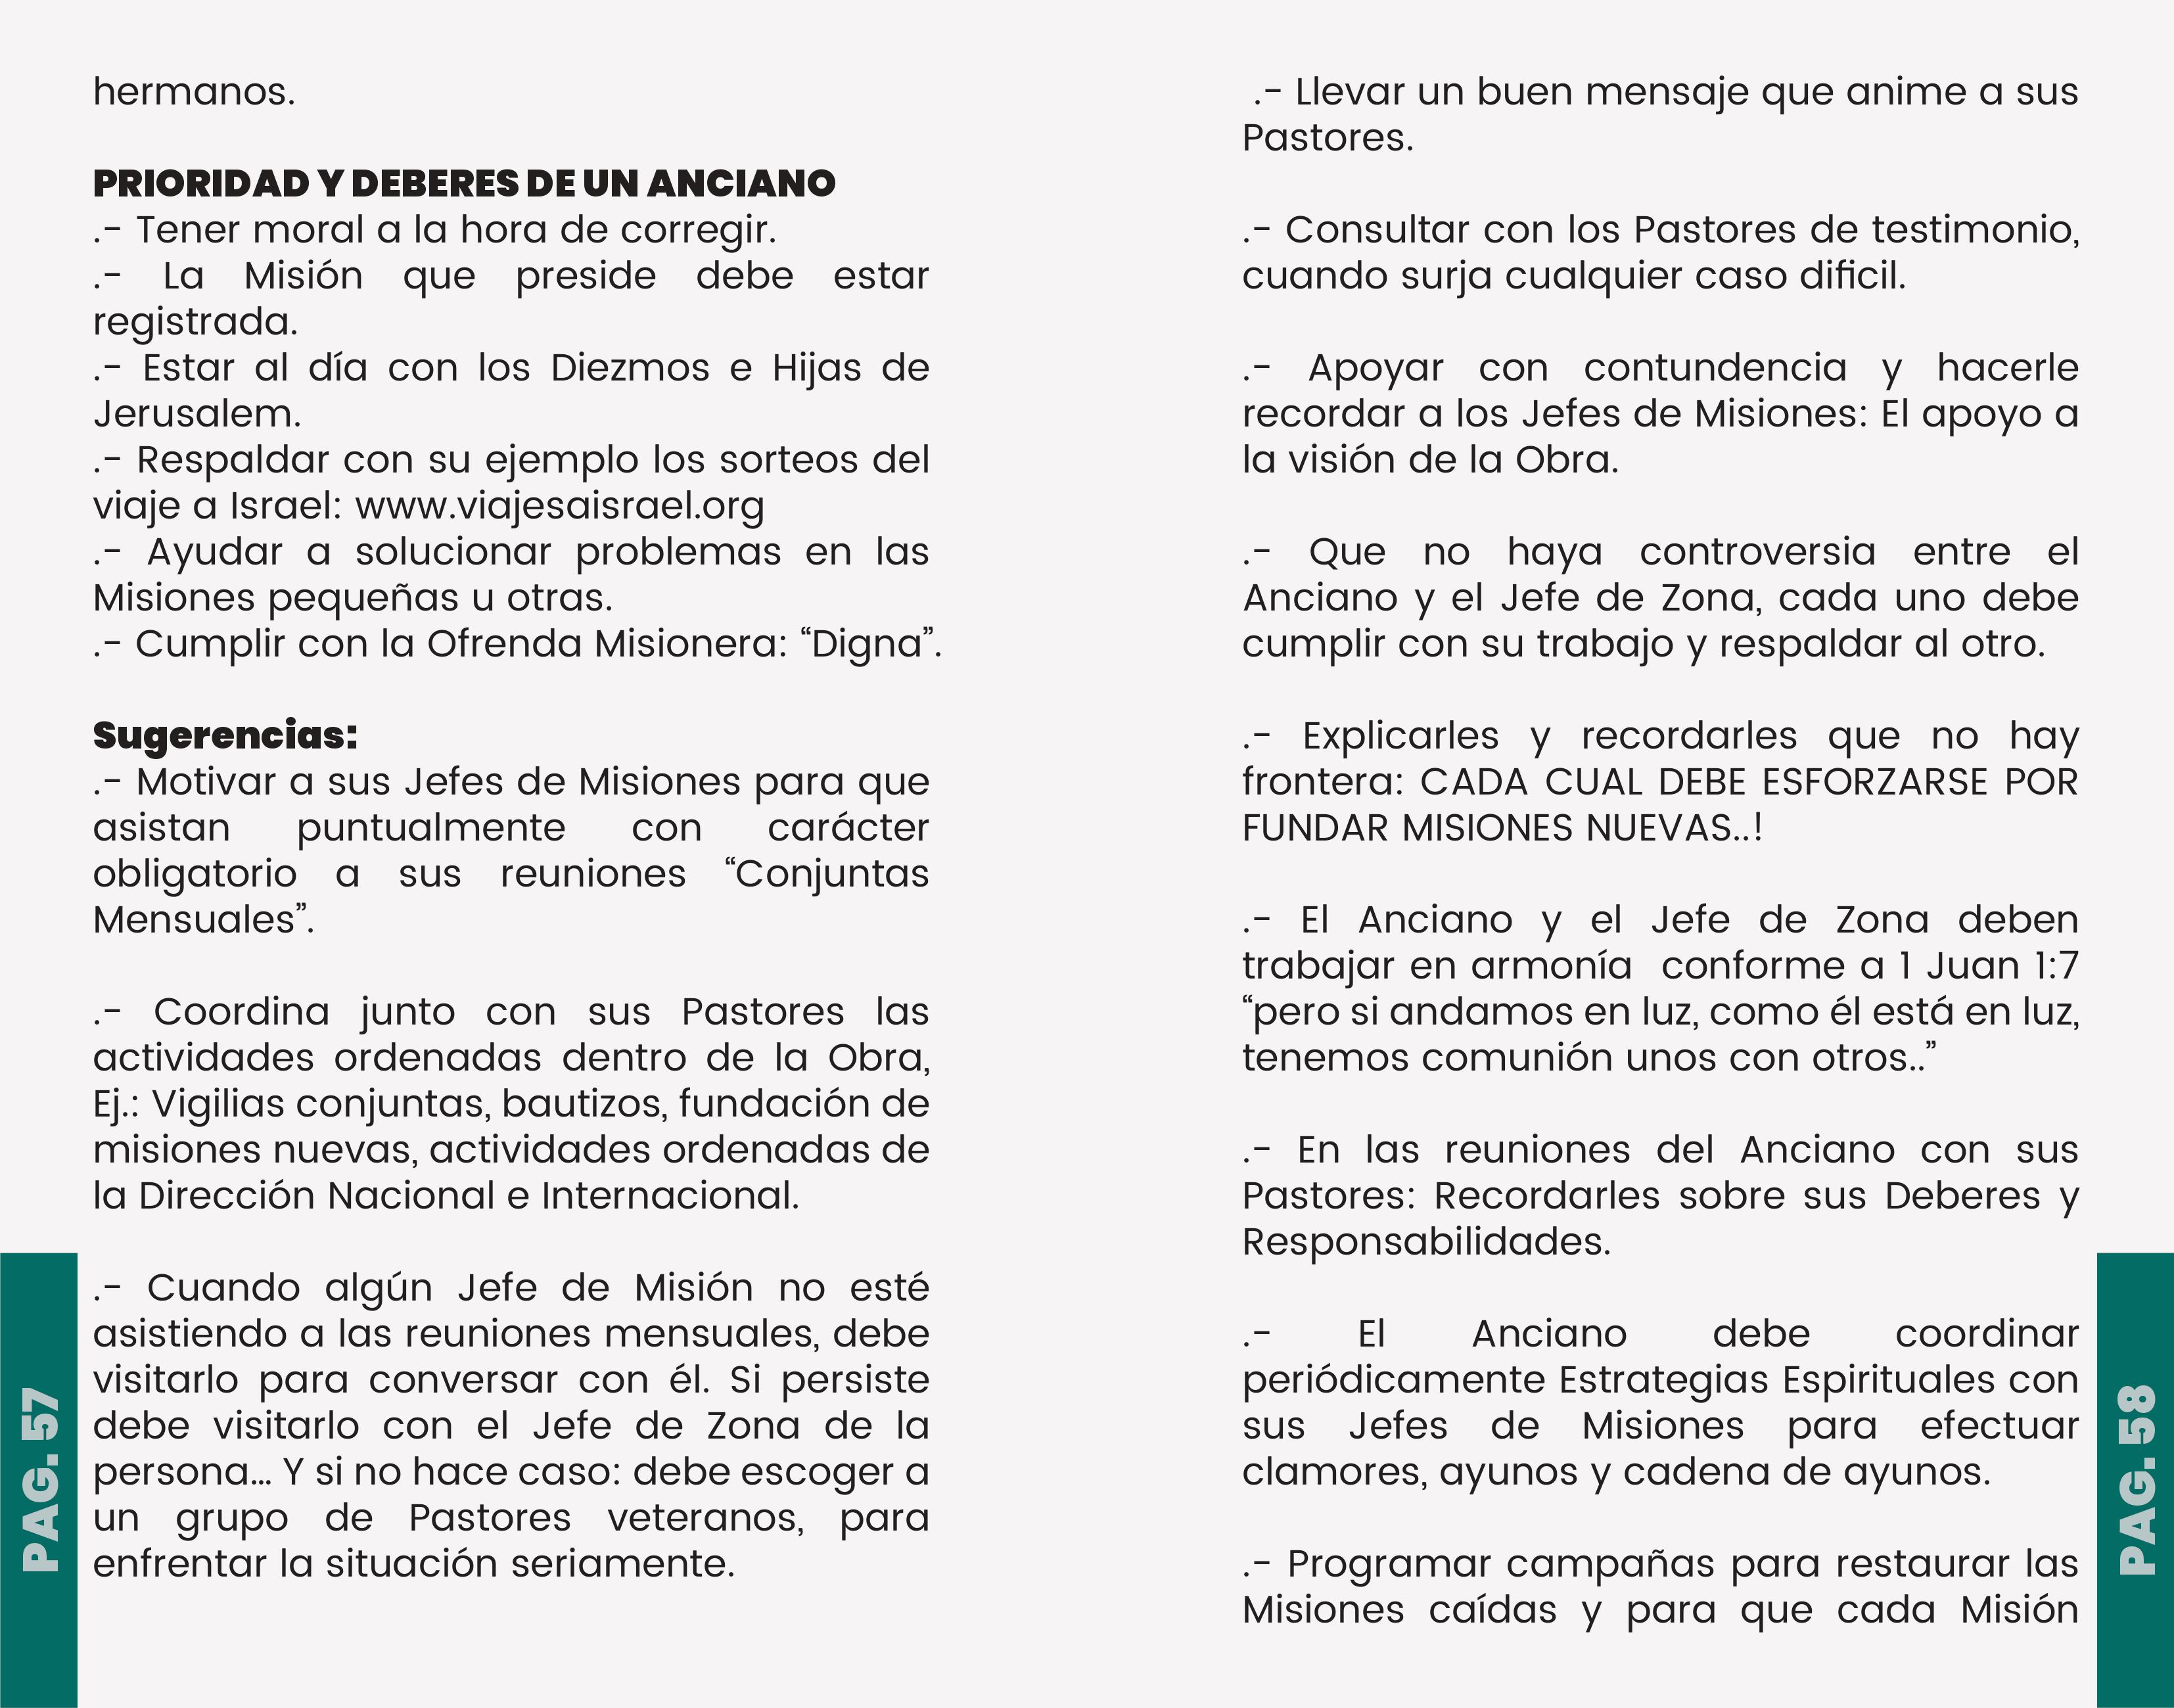 hermanos.
PRIORIDAD Y DEBERES DE UN ANCIANO
.- Tener moral a la hora de corregir.
.- La Misión que preside debe estar
registrada.
.- Estar al día con los Diezmos e Hijas de
Jerusalem.
.- Respaldar con su ejemplo los sorteos del
viaje a Israel: www.viajesaisrael.org
.- Ayudar a solucionar problemas en las
Misiones pequeñas u otras.
.- Cumplir con la Ofrenda Misionera: “Digna”.
Sugerencias:
.- Motivar a sus Jefes de Misiones para que
asistan puntualmente con carácter
obligatorio a sus reuniones “Conjuntas
Mensuales”.
.- Coordina junto con sus Pastores las
actividades ordenadas dentro de la Obra,
Ej.: Vigilias conjuntas, bautizos, fundación de
misiones nuevas, actividades ordenadas de
la Dirección Nacional e Internacional.
.- Cuando algún Jefe de Misión no esté
asistiendo a las reuniones mensuales, debe
visitarlo para conversar con él. Si persiste
debe visitarlo con el Jefe de Zona de la
persona... Y si no hace caso: debe escoger a
un grupo de Pastores veteranos, para
enfrentar la situación seriamente.
PAG. 57
.- Llevar un buen mensaje que anime a sus
Pastores.
.- Consultar con los Pastores de testimonio,
cuando surja cualquier caso dificil.
.- Apoyar con contundencia y hacerle
recordar a los Jefes de Misiones: El apoyo a
la visión de la Obra.
.- Que no haya controversia entre el
Anciano y el Jefe de Zona, cada uno debe
cumplir con su trabajo y respaldar al otro.
.- Explicarles y recordarles que no hay
frontera: CADA CUAL DEBE ESFORZARSE POR
FUNDAR MISIONES NUEVAS..!
.- El Anciano y el Jefe de Zona deben
trabajar en armonía  conforme a 1 Juan 1:7
“pero si andamos en luz, como él está en luz,
tenemos comunión unos con otros..”
.- En las reuniones del Anciano con sus
Pastores: Recordarles sobre sus Deberes y
Responsabilidades.
.- El Anciano debe coordinar
periódicamente Estrategias Espirituales con
sus Jefes de Misiones para efectuar
clamores, ayunos y cadena de ayunos.
.- Programar campañas para restaurar las
Misiones caídas y para que cada Misión
PAG. 58